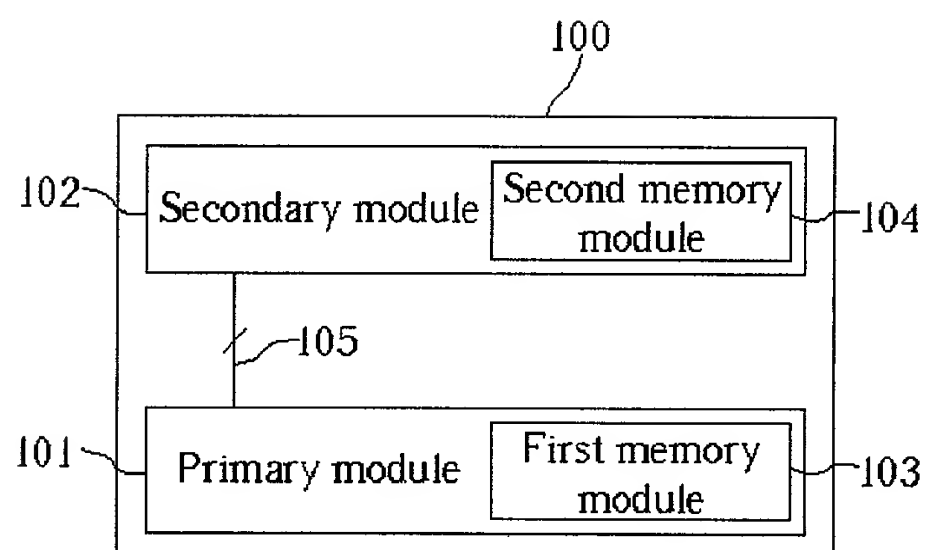 100
102
Secondary module
Second memory
module
104
105
101
Primary module
First memory
module
103